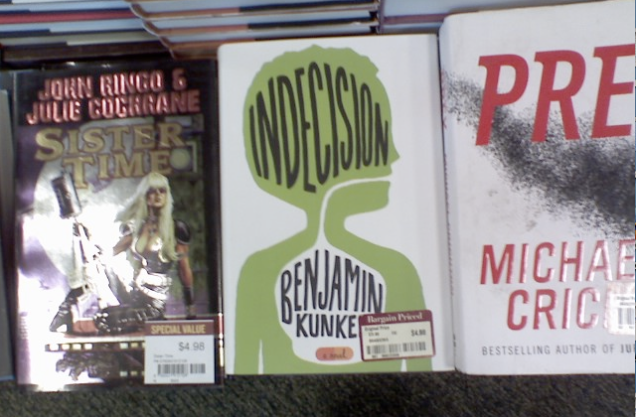 JOHN RINGO &
JULIE COCHRANE
SISTER
TIME
SPECIAL VALUE
$4.98
INDECISION
BENJAMIN
KUNKE
a novel
Bargain Priced
$4.98
PRE
MICHAE
CRIC
BESTSELLING AUTHOR OF JU